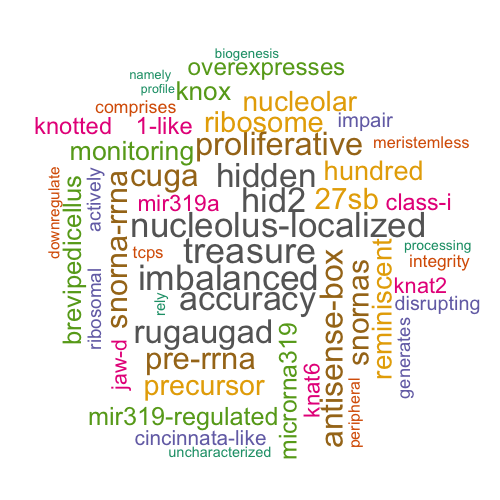 biogenesis
namely overexpresses
profile
comprises knox nucleolar
knotted 1-like ribosome impair
monitoring proliferative meristemless
downregulate brevipedicellus actively snorna-rrna cuga hidden hundred
mir319a hid2 27sb class-i
nucleolus-localized
tcps treasure processing
ribosomal imbalanced integrity
rely accuracy knat2
antisense-box snornas reminiscent disrupting
rugaugad
jaw-d pre-rrna microrna319 knat6 generates
precursor peripheral
mir319-regulated
cincinnata-like
uncharacterized